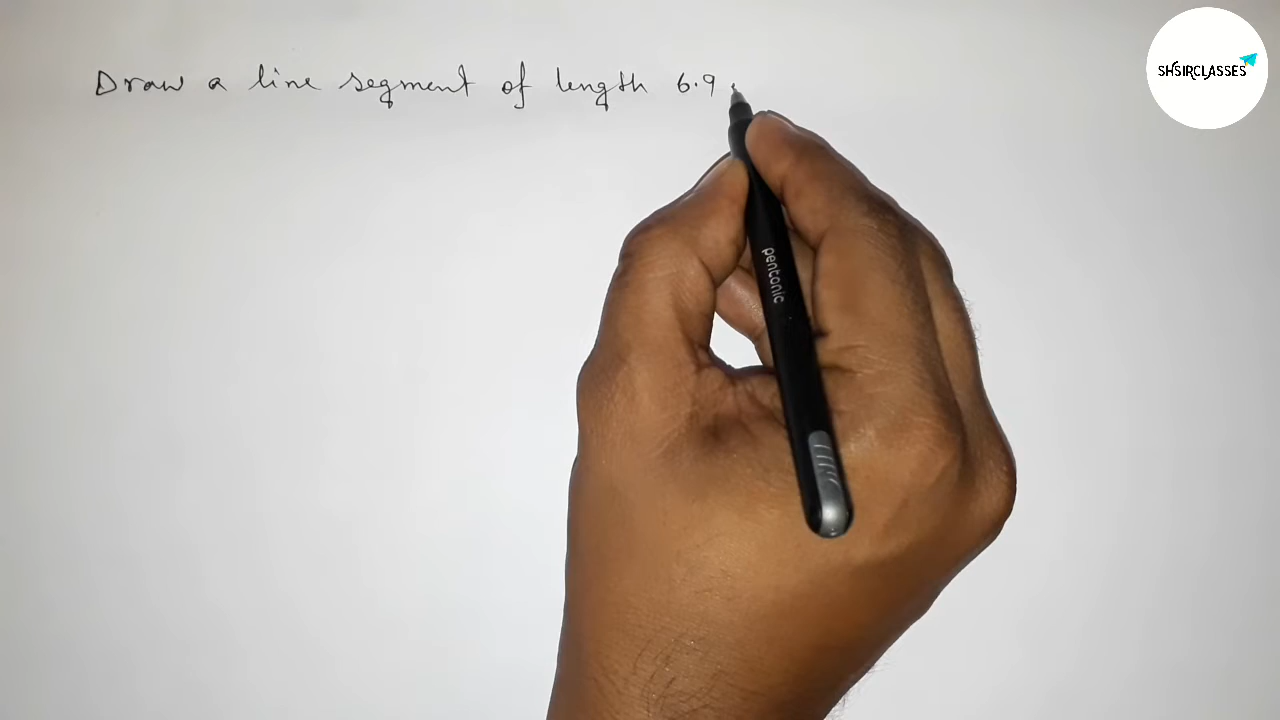 Draw a line segment of length 6.9
SHSIRCLASSES
pentonic